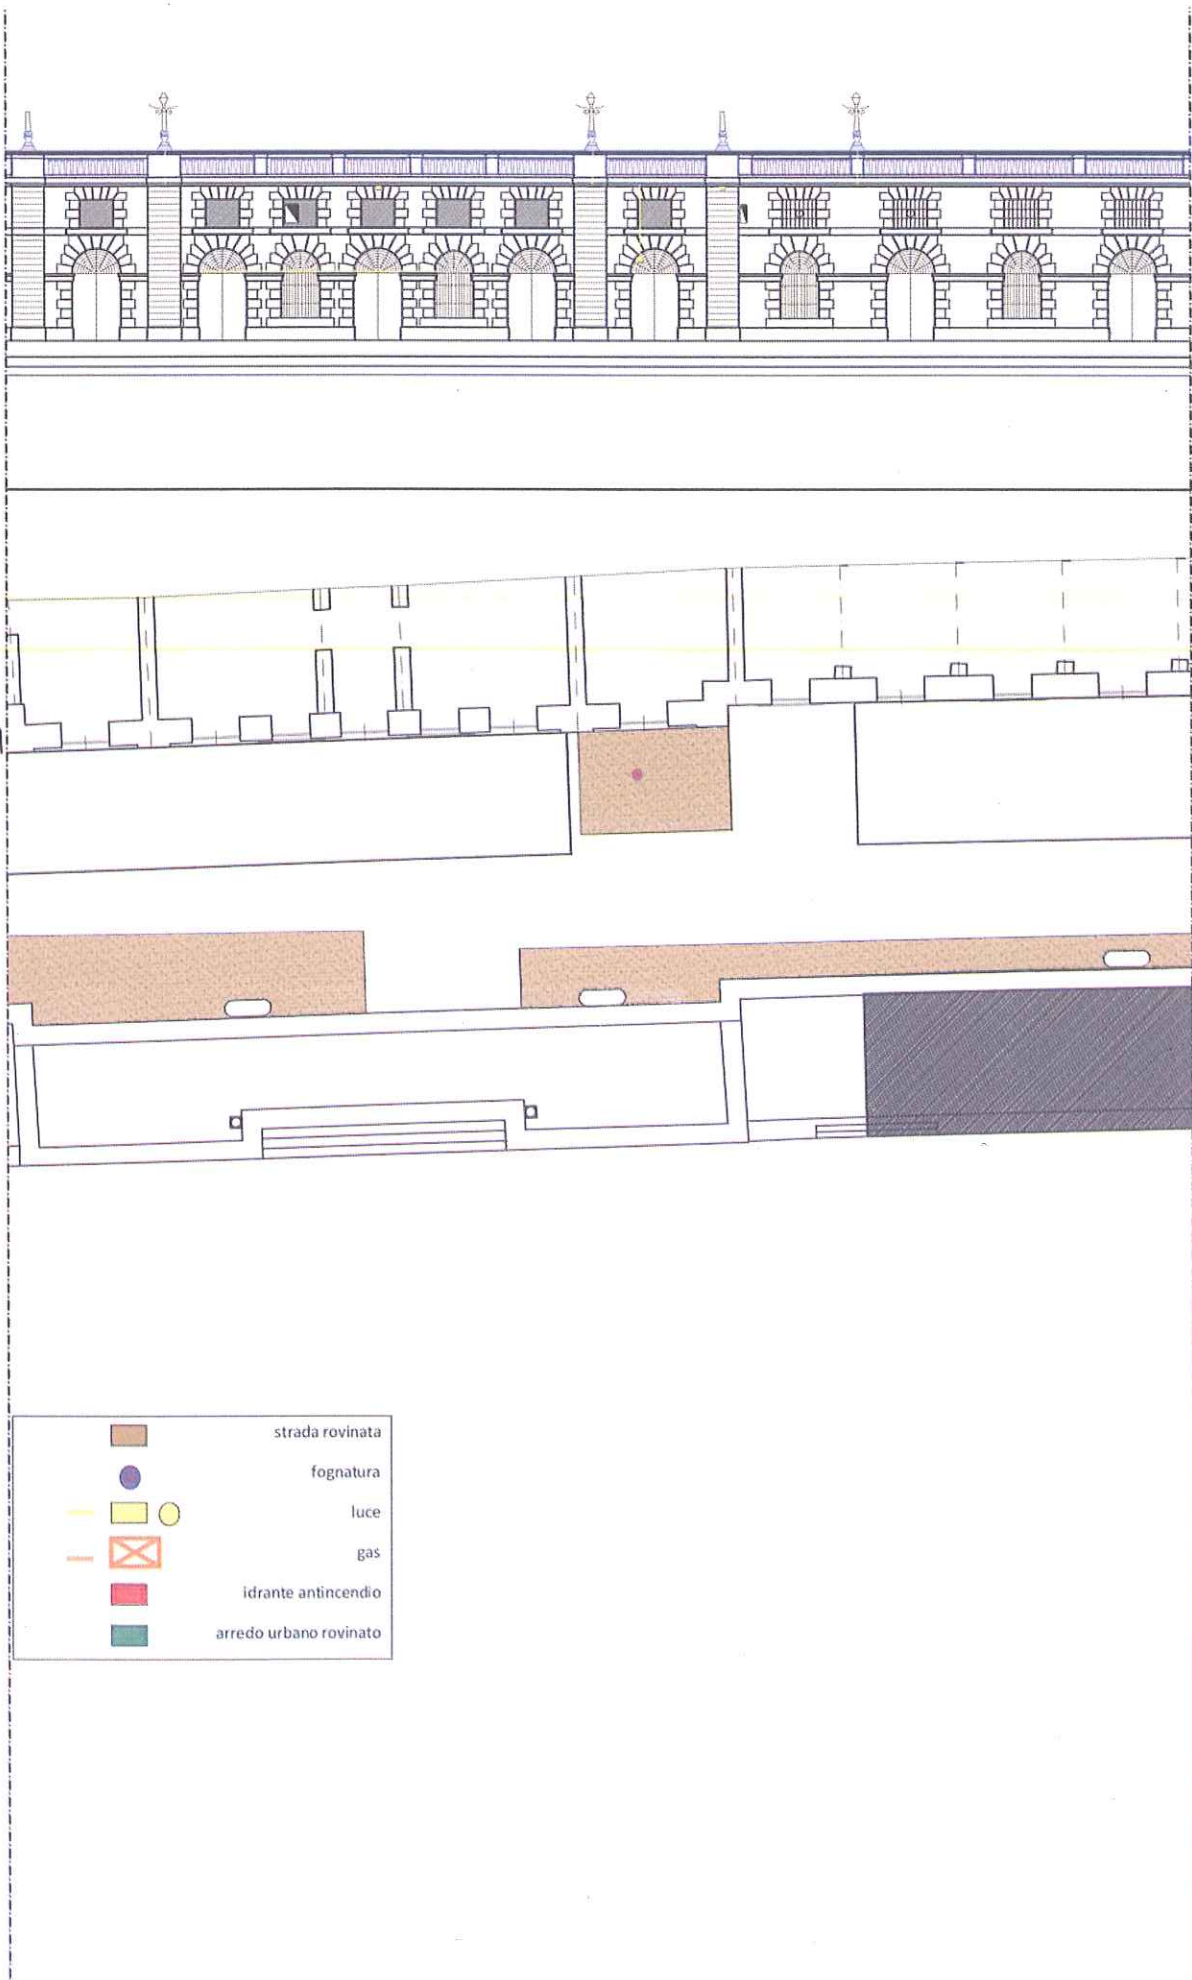 strada rovinata
fognatura
luce
gas
idrante antincendio
arredo urbano rovinato